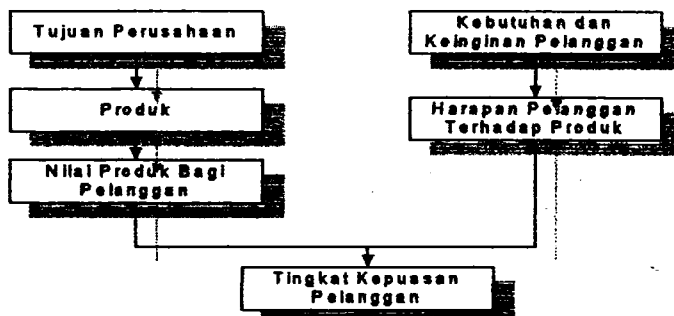 Tujuan Perusahaan
Produk
Nilai Produk Bagi
Pelanggan
Kebutuhan dan
Keinginan Pelanggan
Harapan Pelanggan
Terhadap Produk
Tingkat Kepuasan
Pelanggan